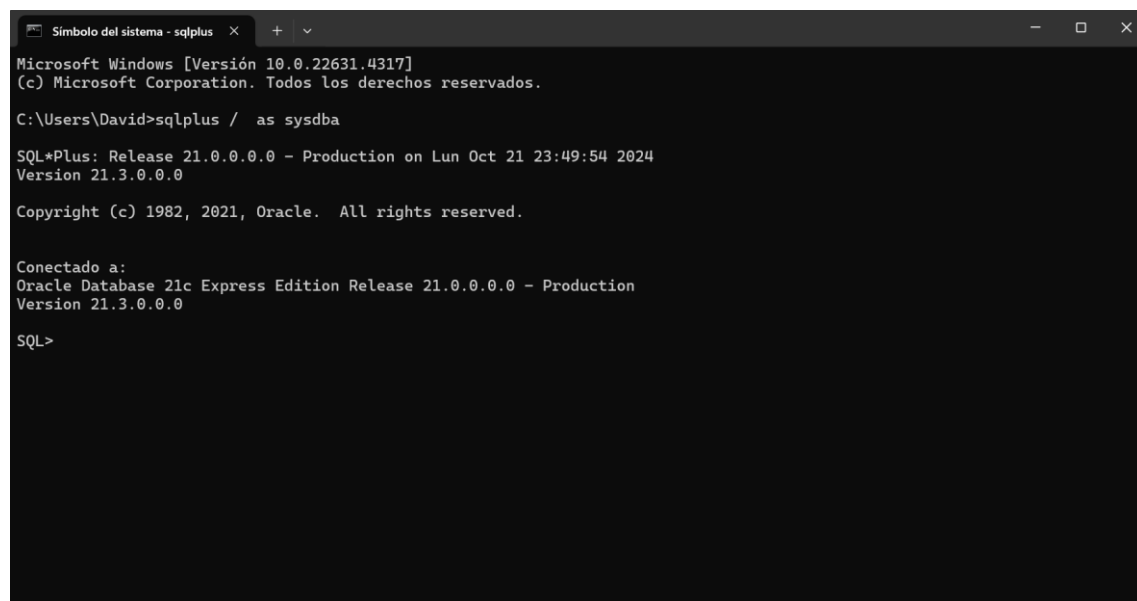 Símbolo del sistema - sqlplus
Microsoft Windows [Versión 10.0.22631.4317]
(c) Microsoft Corporation. Todos los derechos reservados.
C:\Users\David>sqlplus /  as sysdba
SQL*Plus: Release 21.0.0.0.0 - Production on Lun Oct 21 23:49:54 2024
Version 21.3.0.0.0
Copyright (c) 1982, 2021, Oracle.  All rights reserved.
Conectado a:
Oracle Database 21c Express Edition Release 21.0.0.0.0 - Production
Version 21.3.0.0.0
SQL>